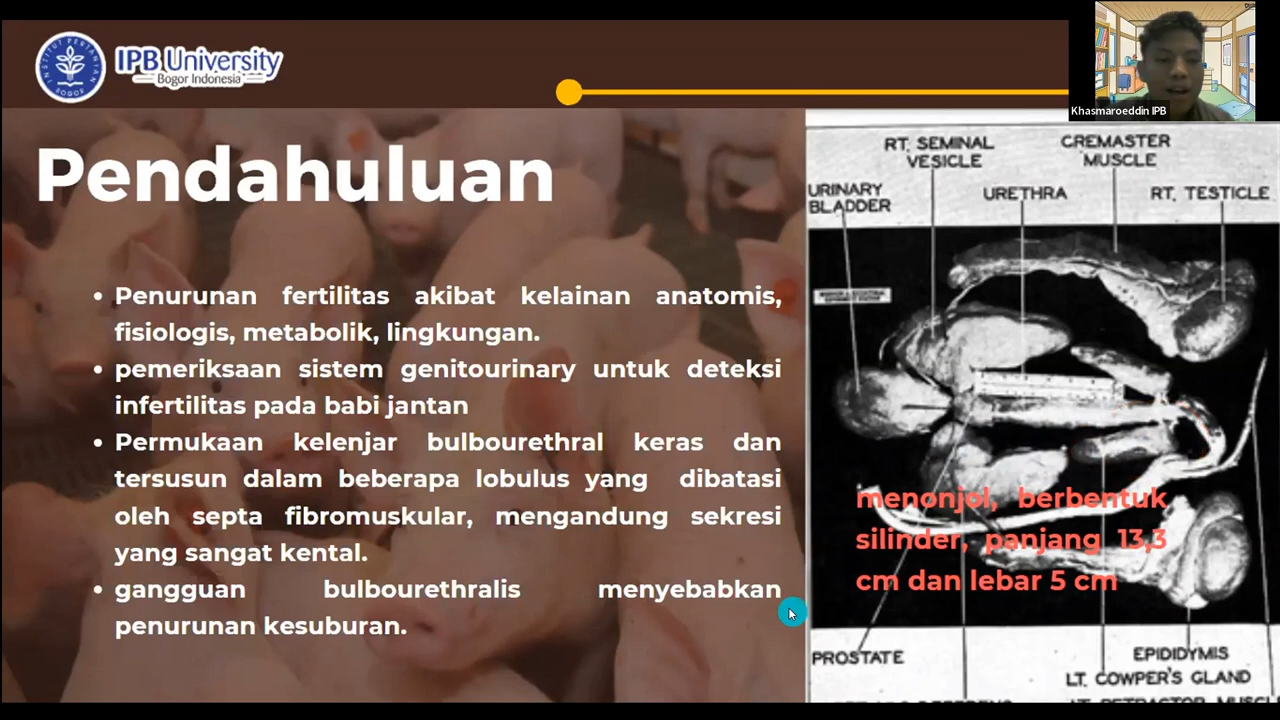 IPB University
Bogor Indonesia
Khasmaroeddin IPB
Pendahuluan
• Penurunan fertilitas akibat kelainan anatomis,
fisiologis, metabolik, lingkungan.
• pemeriksaan sistem genitourinary untuk deteksi
infertilitas pada babi jantan
• Permukaan kelenjar bulbourethral keras dan
tersusun dalam beberapa lobulus yang dibatasi
oleh septa fibromuskular, mengandung sekresi
yang sangat kental.
• gangguan bulbourethralis menyebabkan
penurunan kesuburan.
RT. SEMINAL
VESICLE
CREMASTER
MUSCLE
URINARY
BLADDER
URETHRA
RT. TESTICLE
menonjol, berbentuk
silinder, panjang 13,3
cm dan lebar 5 cm
PROSTATE
EPIDIDYMIS
LT. COWPER'S GLAND